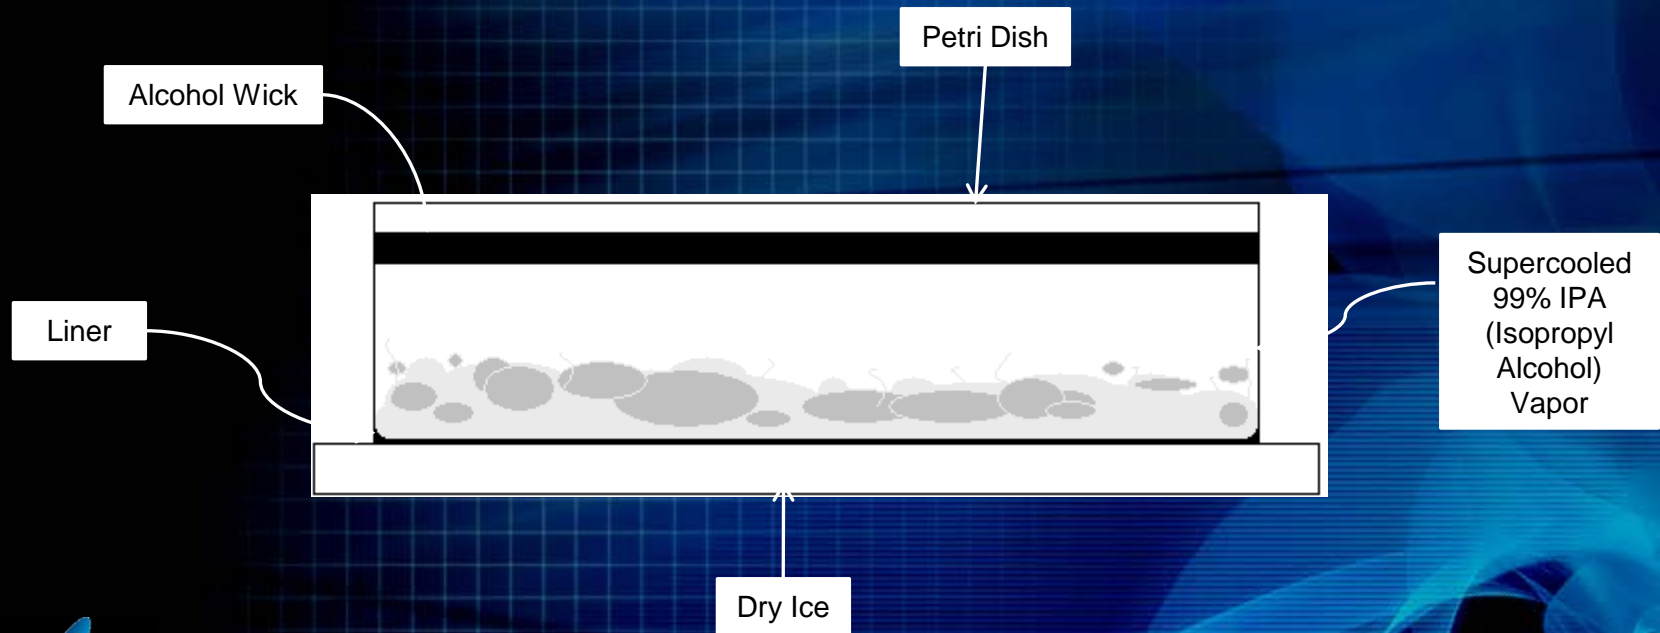 Petri Dish
Alcohol Wick
Supercooled
99% IPA
(Isopropyl
Alcohol)
Vapor
Liner
Dry Ice